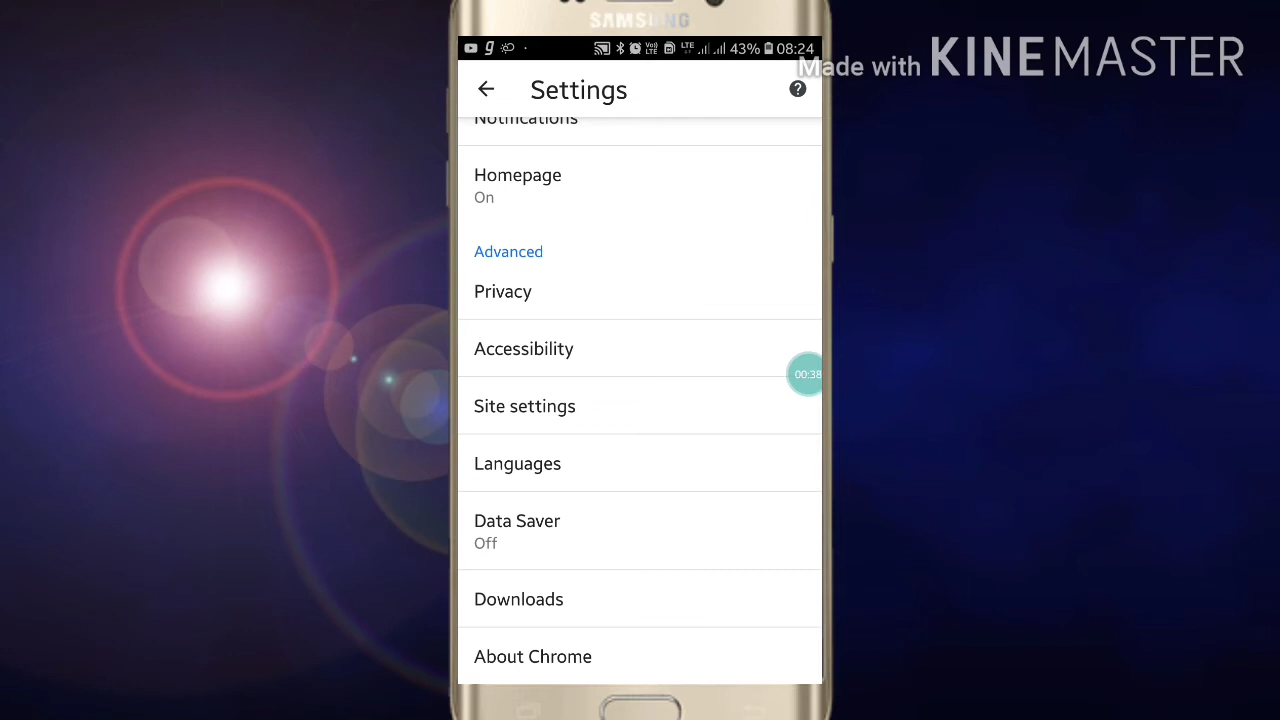 SAMSUNG
43% 08:24
Made with KINEMASTER
Settings
Notifications
Homepage
On
Advanced
Privacy
Accessibility
00:38
Site settings
Languages
Data Saver
Off
Downloads
About Chrome